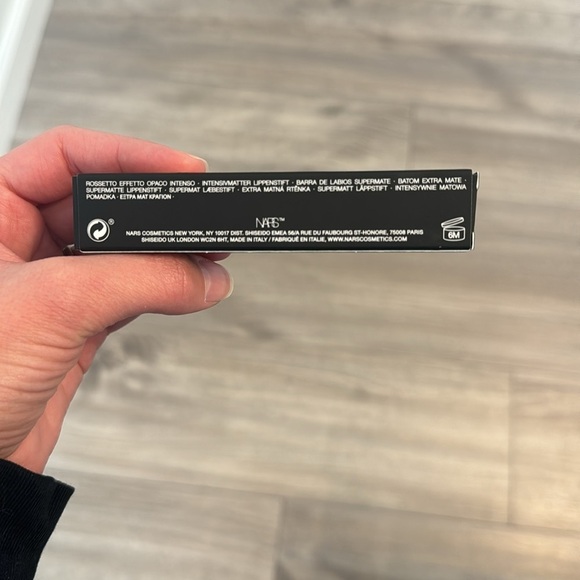 ROSSETTO EFFETTO OPACO INTENSO · INTENSIVMATTER LIPPENSTIFT · BARRA DE LABIOS SUPERMATE · BATOM EXTRA MATE ·
SUPERMATTE LIPPENSTIFT · SUPERMAT LÆBESTIFT · EXTRA MATNÁ RTĚNKA · SUPERMATT LÄPPSTIFT · INTENSYWNIE MATOWA
POMADKA · ΕΞΤΡΑ ΜΑΤ ΚΡΑΓΙΟΝ ·
®
NARS™
NARS COSMETICS NEW YORK, NY 10017 DIST. SHISEIDO EMEA 56/A RUE DU FAUBOURG ST-HONORE, 75008 PARIS
SHISEIDO UK LONDON WC2N 6HT, MADE IN ITALY / FABRIQUÉ EN ITALIE, WWW.NARSCOSMETICS.COM
6M